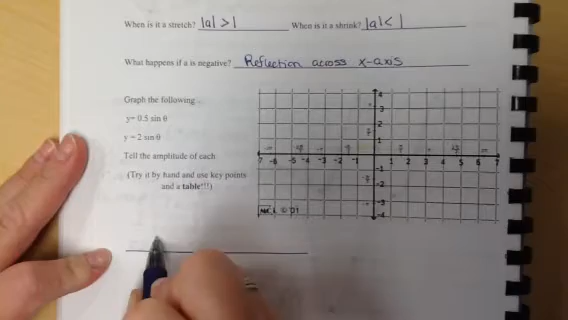 When is it a stretch? |a| > 1 When is it a shrink? |a| < 1
What happens if a is negative? Reflection across x-axis
Graph the following
y= 0.5 sin θ
y = 2 sin θ
Tell the amplitude of each
(Try it by hand and use key points
and a table!!!)
4
3
2
1
-7 -6 -5 -4 -3 -2 -1 1 2 3 4 5 6 7
-1
-2
-3
-4